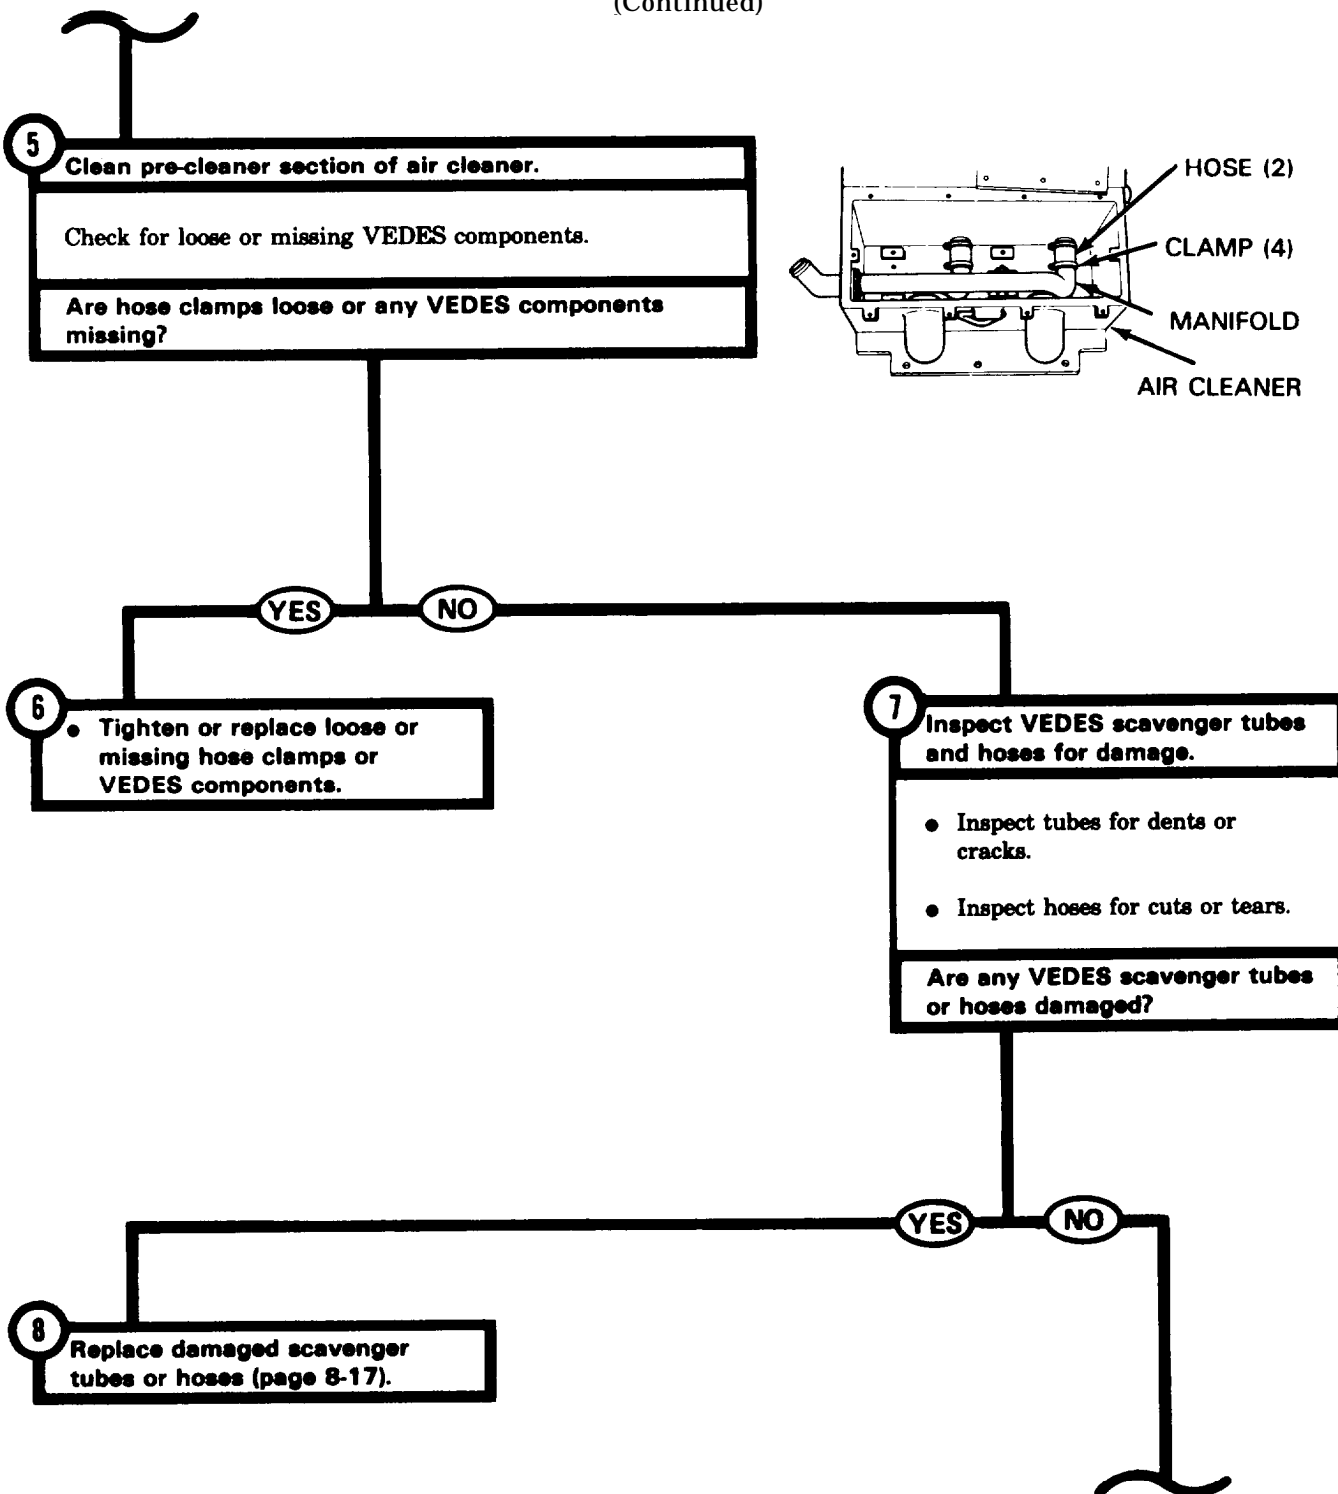 (Continued)
5
Clean pre-cleaner section of air cleaner.
Check for loose or missing VEDES components.
Are hose clamps loose or any VEDES components
missing?
HOSE (2)
CLAMP (4)
MANIFOLD
AIR CLEANER
YES
NO
6
• Tighten or replace loose or
missing hose clamps or
VEDES components.
7
Inspect VEDES scavenger tubes
and hoses for damage.
• Inspect tubes for dents or
cracks.
• Inspect hoses for cuts or tears.
Are any VEDES scavenger tubes
or hoses damaged?
YES
NO
8
Replace damaged scavenger
tubes or hoses (page 8-17).